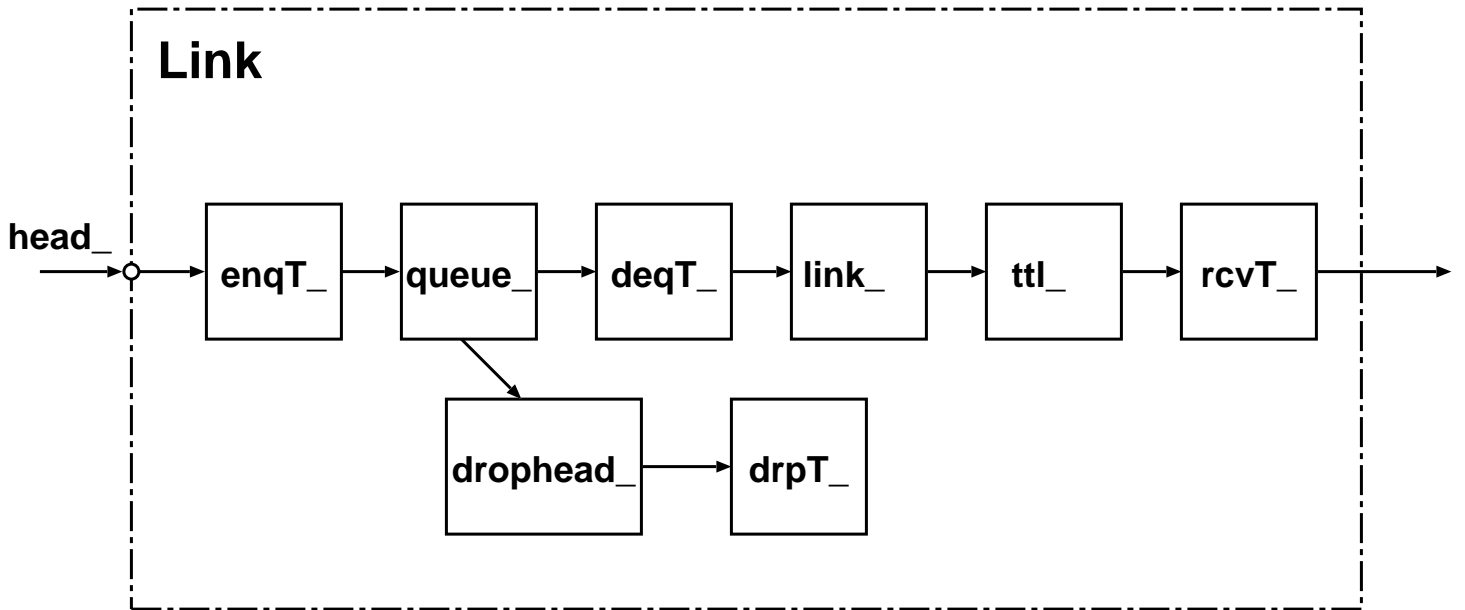 Link
head_
enqT_
queue_
deqT_
link_
ttl_
rcvT_
drophead_
drpT_